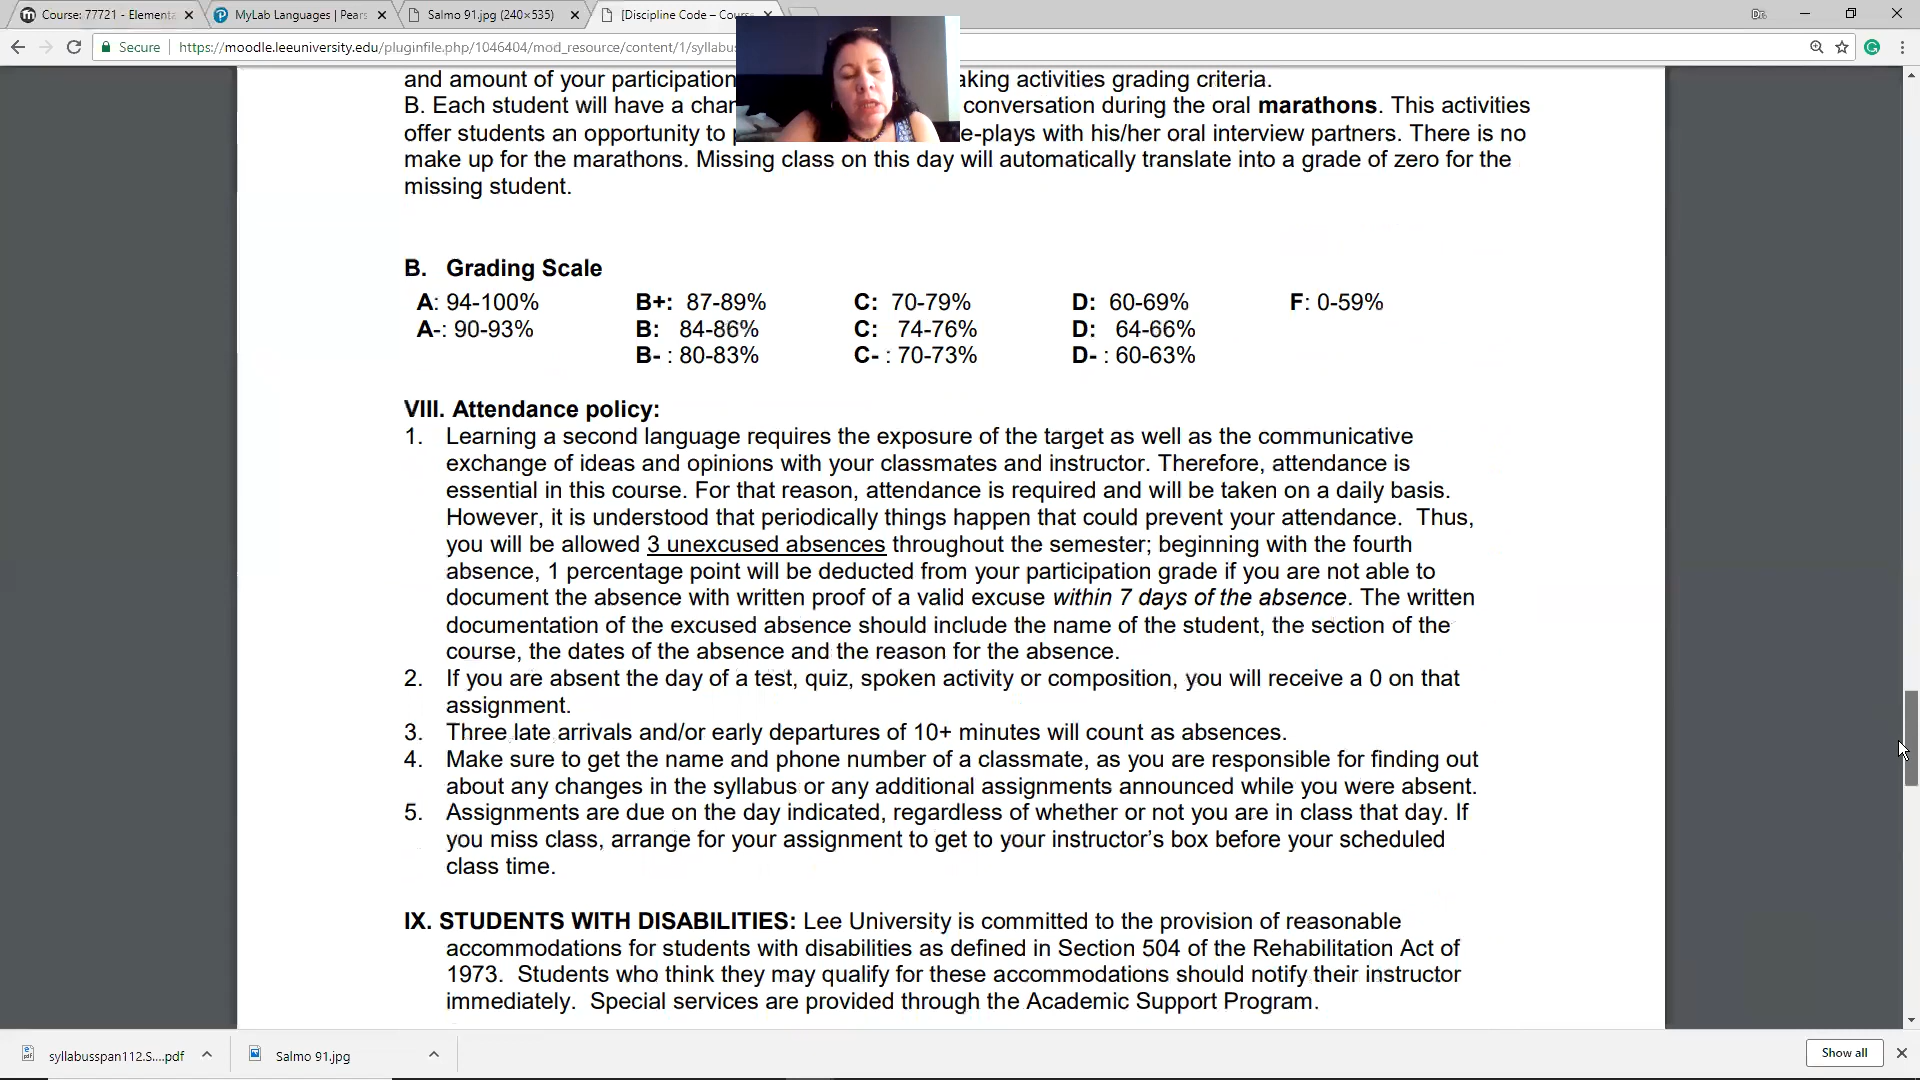 Course: 77721 - Elementa
MyLab Languages | Pears
Salmo 91.jpg (240×535)
[Discipline Code – Cours
Secure
https://moodle.leeuniversity.edu/pluginfile.php/1046404/mod_resource/content/1/syllabu
and amount of your participation aking activities grading criteria.
B. Each student will have a char conversation during the oral marathons. This activities
offer students an opportunity to p e-plays with his/her oral interview partners. There is no
make up for the marathons. Missing class on this day will automatically translate into a grade of zero for the
missing student.
B. Grading Scale
A: 94-100% B+: 87-89% C: 70-79% D: 60-69% F: 0-59%
A-: 90-93% B: 84-86% C: 74-76% D: 64-66%
B- : 80-83% C- : 70-73% D- : 60-63%
VIII. Attendance policy:
1. Learning a second language requires the exposure of the target as well as the communicative
exchange of ideas and opinions with your classmates and instructor. Therefore, attendance is
essential in this course. For that reason, attendance is required and will be taken on a daily basis.
However, it is understood that periodically things happen that could prevent your attendance. Thus,
you will be allowed 3 unexcused absences throughout the semester; beginning with the fourth
absence, 1 percentage point will be deducted from your participation grade if you are not able to
document the absence with written proof of a valid excuse within 7 days of the absence. The written
documentation of the excused absence should include the name of the student, the section of the
course, the dates of the absence and the reason for the absence.
2. If you are absent the day of a test, quiz, spoken activity or composition, you will receive a 0 on that
assignment.
3. Three late arrivals and/or early departures of 10+ minutes will count as absences.
4. Make sure to get the name and phone number of a classmate, as you are responsible for finding out
about any changes in the syllabus or any additional assignments announced while you were absent.
5. Assignments are due on the day indicated, regardless of whether or not you are in class that day. If
you miss class, arrange for your assignment to get to your instructor's box before your scheduled
class time.
IX. STUDENTS WITH DISABILITIES: Lee University is committed to the provision of reasonable
accommodations for students with disabilities as defined in Section 504 of the Rehabilitation Act of
1973. Students who think they may qualify for these accommodations should notify their instructor
immediately. Special services are provided through the Academic Support Program.
syllabusspan112.S....pdf
Salmo 91.jpg
Show all